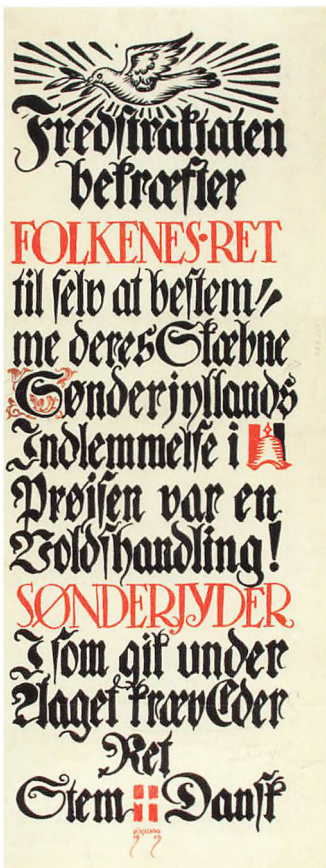 Fredstraktaten
bekræfter
FOLKENES·RET
til selv at bestem⸗
me deres Skæbne
Sønderjyllands
Indlemmelse i
Prøjsen var en
Voldshandling!
SØNDERJYDER
I som gik under
Aaget kræv Eder
Ret
Stem Dansk